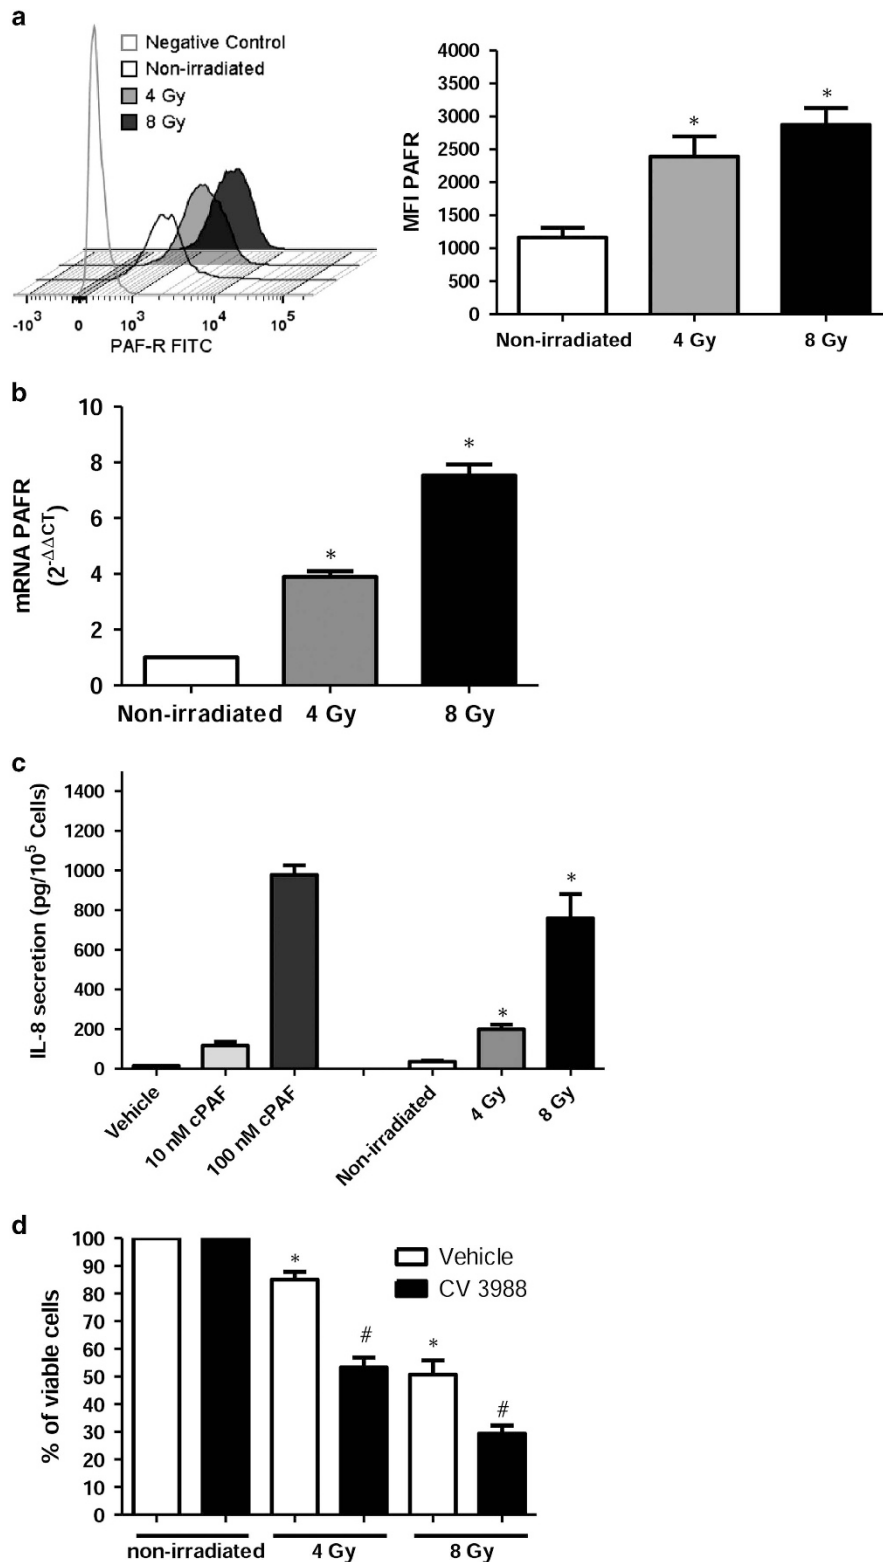 a
Negative Control
Non-irradiated
4 Gy
8 Gy
-10³ 0 10³ 10⁴ 10⁵
PAF-R FITC
4000
3500
3000
2500
2000
1500
1000
500
0
MFI PAFR
* *
Non-irradiated 4 Gy 8 Gy
b
10
8
6
4
2
0
mRNA PAFR
(2^-ΔΔCT)
* *
Non-irradiated 4 Gy 8 Gy
c
1400
1200
1000
800
600
400
200
0
IL-8 secretion (pg/10⁵ Cells)
* *
Vehicle
10 nM cPAF
100 nM cPAF
Non-irradiated
4 Gy
8 Gy
d
100
90
80
70
60
50
40
30
20
10
0
% of viable cells
Vehicle
CV 3988
* # * #
non-irradiated 4 Gy 8 Gy